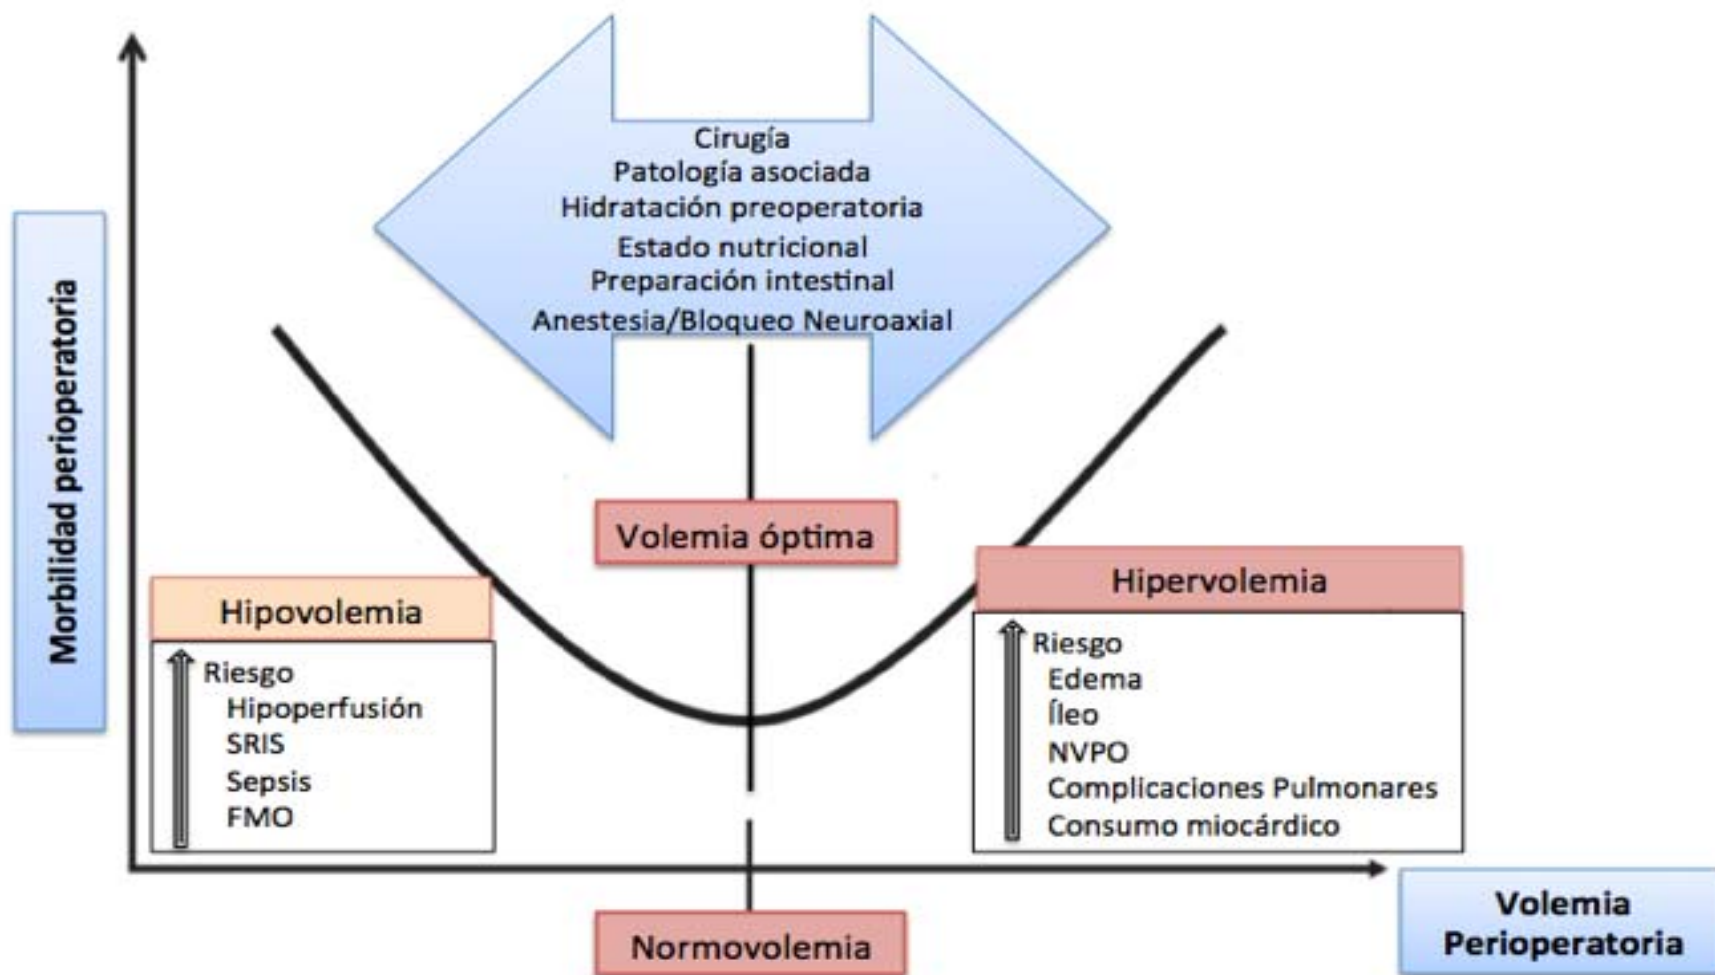 Cirugía
Patología asociada
Hidratación preoperatoria
Estado nutricional
Preparación intestinal
Anestesia/Bloqueo Neuroaxial
Morbilidad perioperatoria
Volemia óptima
Hipovolemia
Riesgo
Hipoperfusión
SRIS
Sepsis
FMO
Hipervolemia
Riesgo
Edema
Íleo
NVPO
Complicaciones Pulmonares
Consumo miocárdico
Normovolemia
Volemia
Perioperatoria